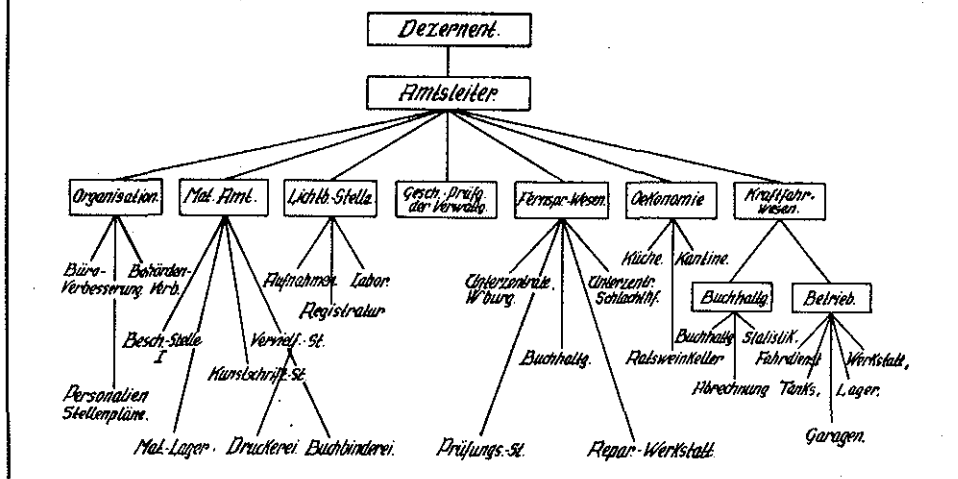 Dezernent.
Amtsleiter.
Organisation.
Mat. Amt.
Lichtb-Stelle
Gesch.-Prüfg.
der Verwaltg.
Fernspr-Wesen.
Oekonomie
Kraftfahr-
wesen.
Büro-
Verbesserung
Behörden-
Verb.
Aufnahmen.
Labor.
Registratur
Unterzentrale,
W'burg.
Unterzentr.
Schlachthf.
Küche.
Kantine.
Buchhaltg
Betrieb.
Besch-Stelle
I
Vervielf.-St.
Kunstschrift-St.
Buchhaltg.
Ratsweinkeller
Buchhaltg
Statistik.
Fahrdienst
Werkstatt,
Abrechnung
Tanks,
Lager.
Personalien
Stellenpläne.
Garagen.
Mat-Lager.
Druckerei
Buchbinderei.
Prüfungs.-St.
Repar-Werkstatt.